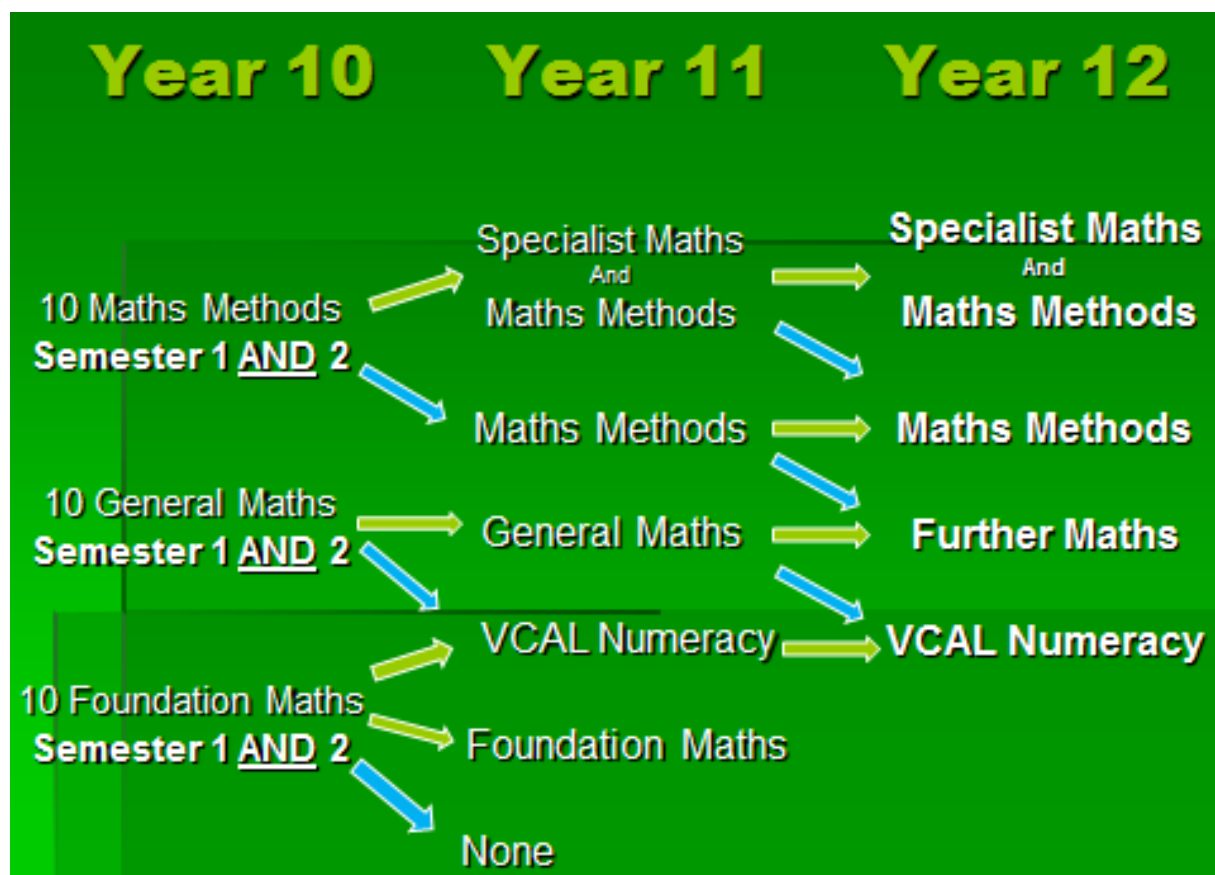 Year 10
Year 11
Year 12
10 Maths Methods
Semester 1 AND 2
10 General Maths
Semester 1 AND 2
10 Foundation Maths
Semester 1 AND 2
Specialist Maths
And
Maths Methods
Maths Methods
General Maths
VCAL Numeracy
Foundation Maths
None
Specialist Maths
And
Maths Methods
Maths Methods
Further Maths
VCAL Numeracy